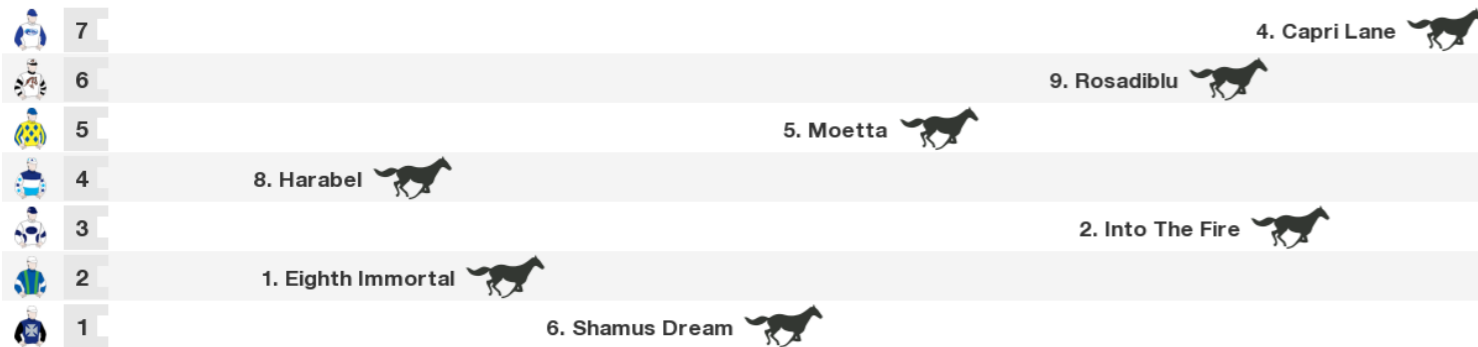 7 4. Capri Lane
6 9. Rosadiblu
5 5. Moetta
4 8. Harabel
3 2. Into The Fire
2 1. Eighth Immortal
1 6. Shamus Dream